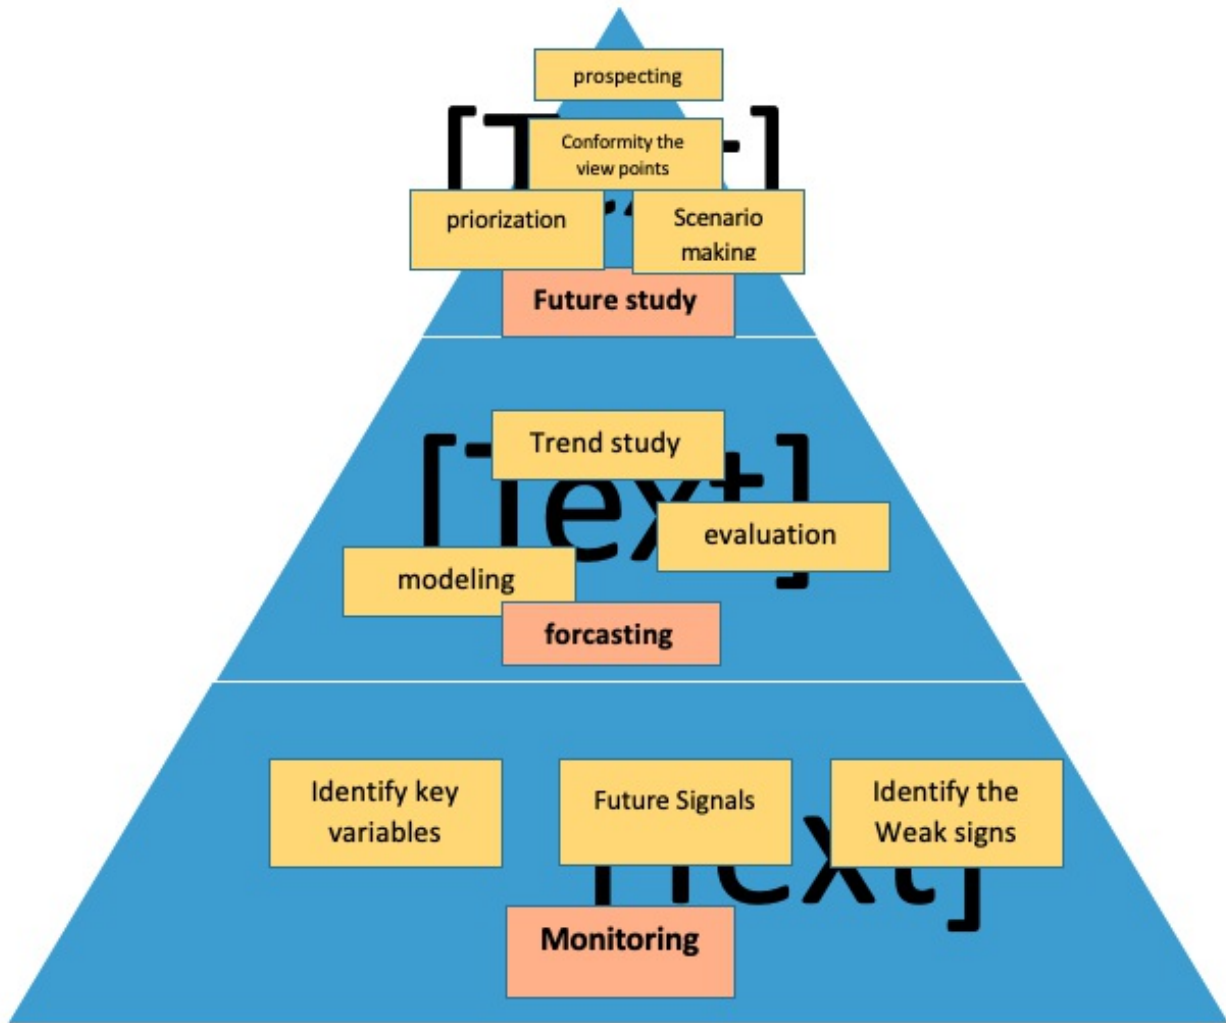 prospecting
Conformity the
view points
priorization
Scenario
making
Future study
Trend study
evaluation
modeling
forcasting
[Text]
Identify key
variables
Future Signals
Identify the
Weak signs
Monitoring